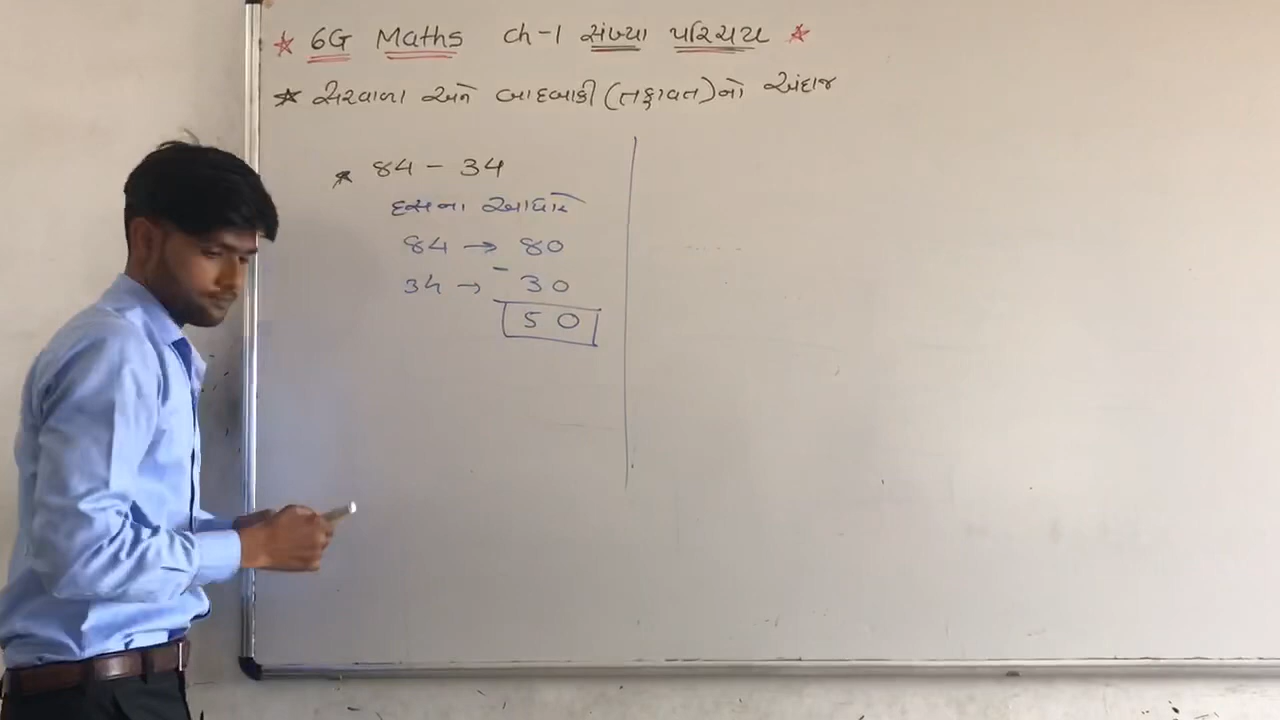 ★ 6G Maths ch-1 સંખ્યા પરિચય ★
★ સરવાળા અને બાદબાકી (તફાવત)નો અંદાજ
★ 84 - 34
દસના આધારે
84 → 80
34 → - 30
50